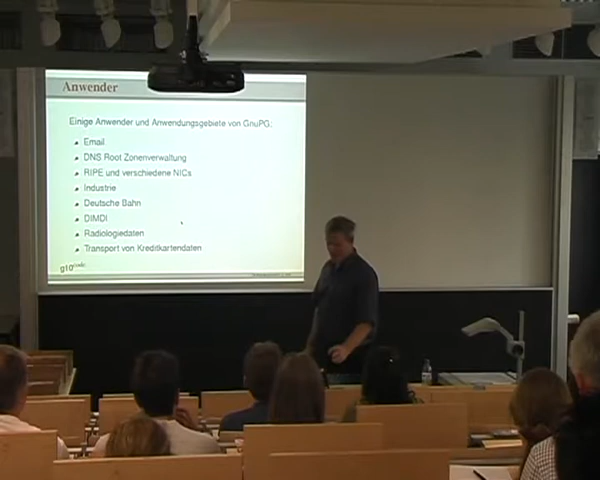 Anwender
Einige Anwender und Anwendungsgebiete von GnuPG:
Email
DNS Root Zonenverwaltung
RIPE und verschiedene NICs
Industrie
Deutsche Bahn
DIMDI
Radiologiedaten
Transport von Kreditkartendaten
g10 code